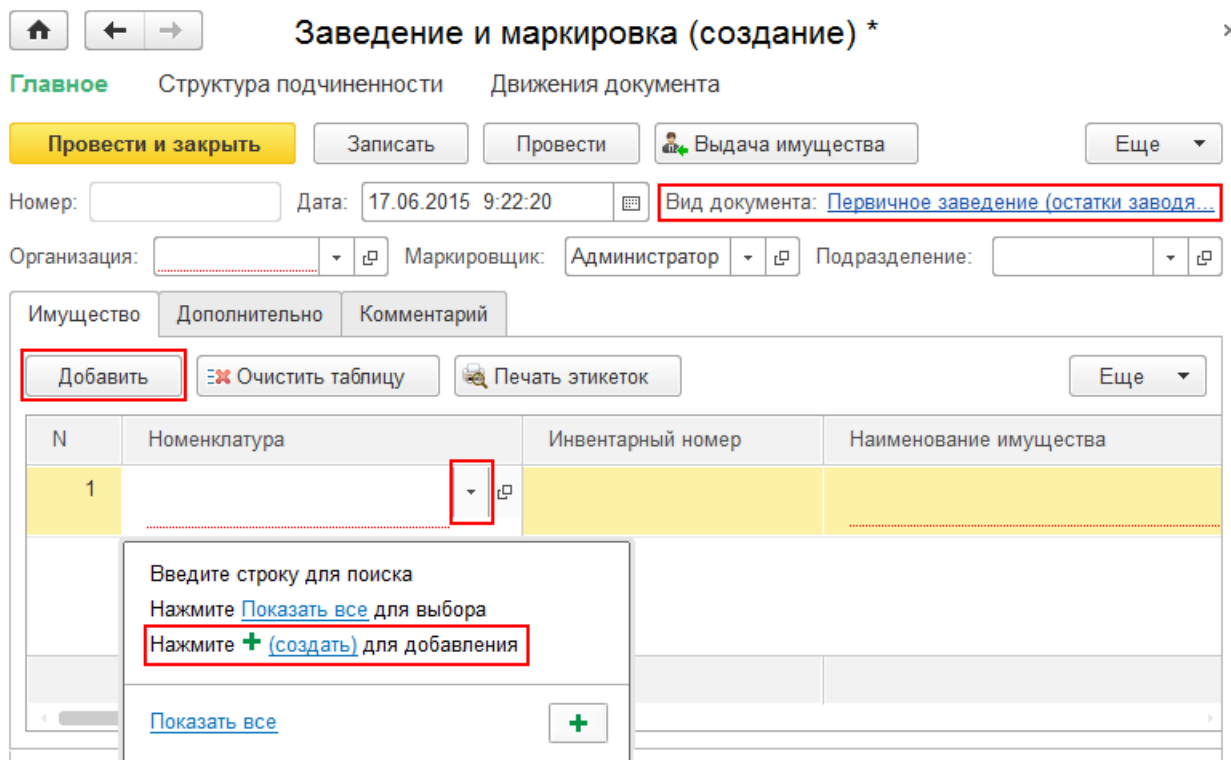 Заведение и маркировка (создание) *
Главное Структура подчиненности Движения документа
Провести и закрыть Записать Провести Выдача имущества Еще
Номер: Дата: 17.06.2015 9:22:20 Вид документа: Первичное заведение (остатки заводя...
Организация: Маркировщик: Администратор Подразделение:
Имущество Дополнительно Комментарий
Добавить Очистить таблицу Печать этикеток Еще
N Номенклатура Инвентарный номер Наименование имущества
1
Введите строку для поиска
Нажмите Показать все для выбора
Нажмите + (создать) для добавления
Показать все +